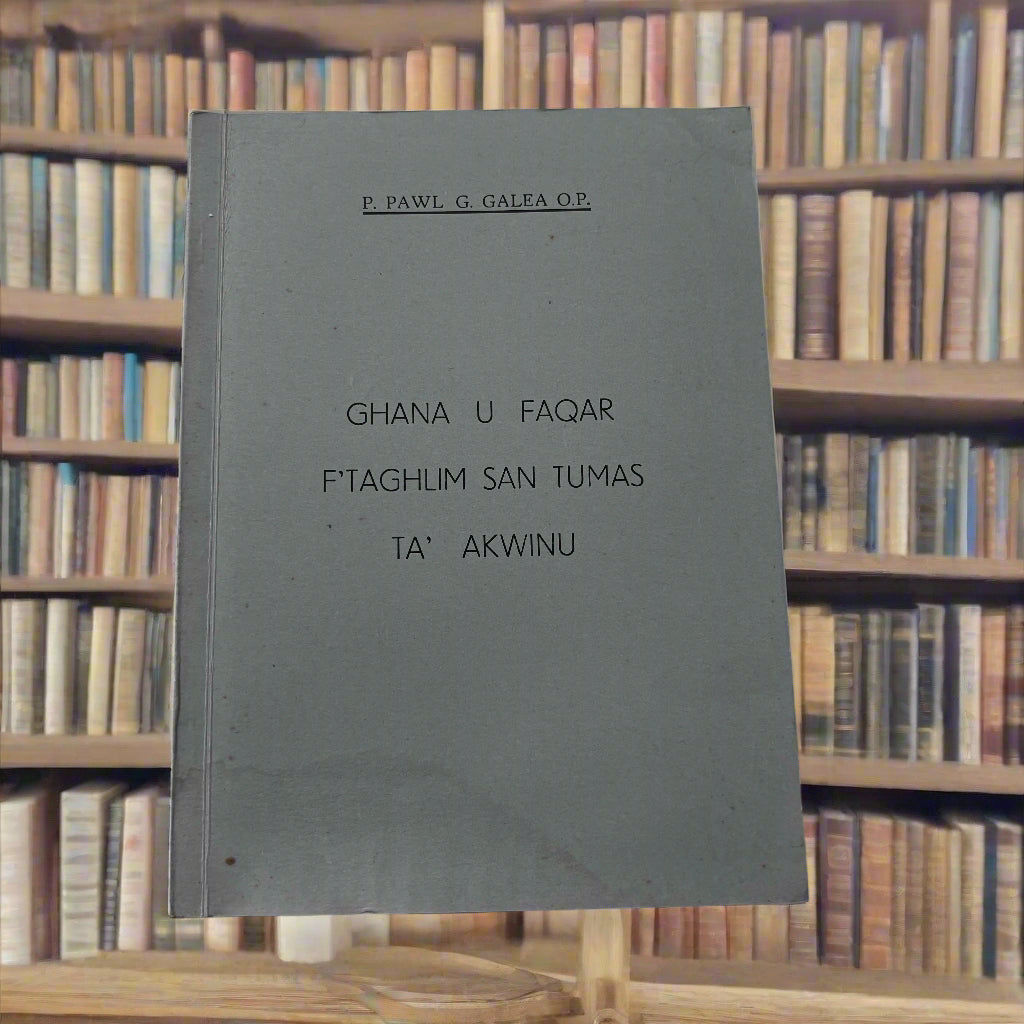 P. PAWL G. GALEA O.P.
GHANA U FAQAR
F'TAGHLIM SAN TUMAS
TA' AKWINU